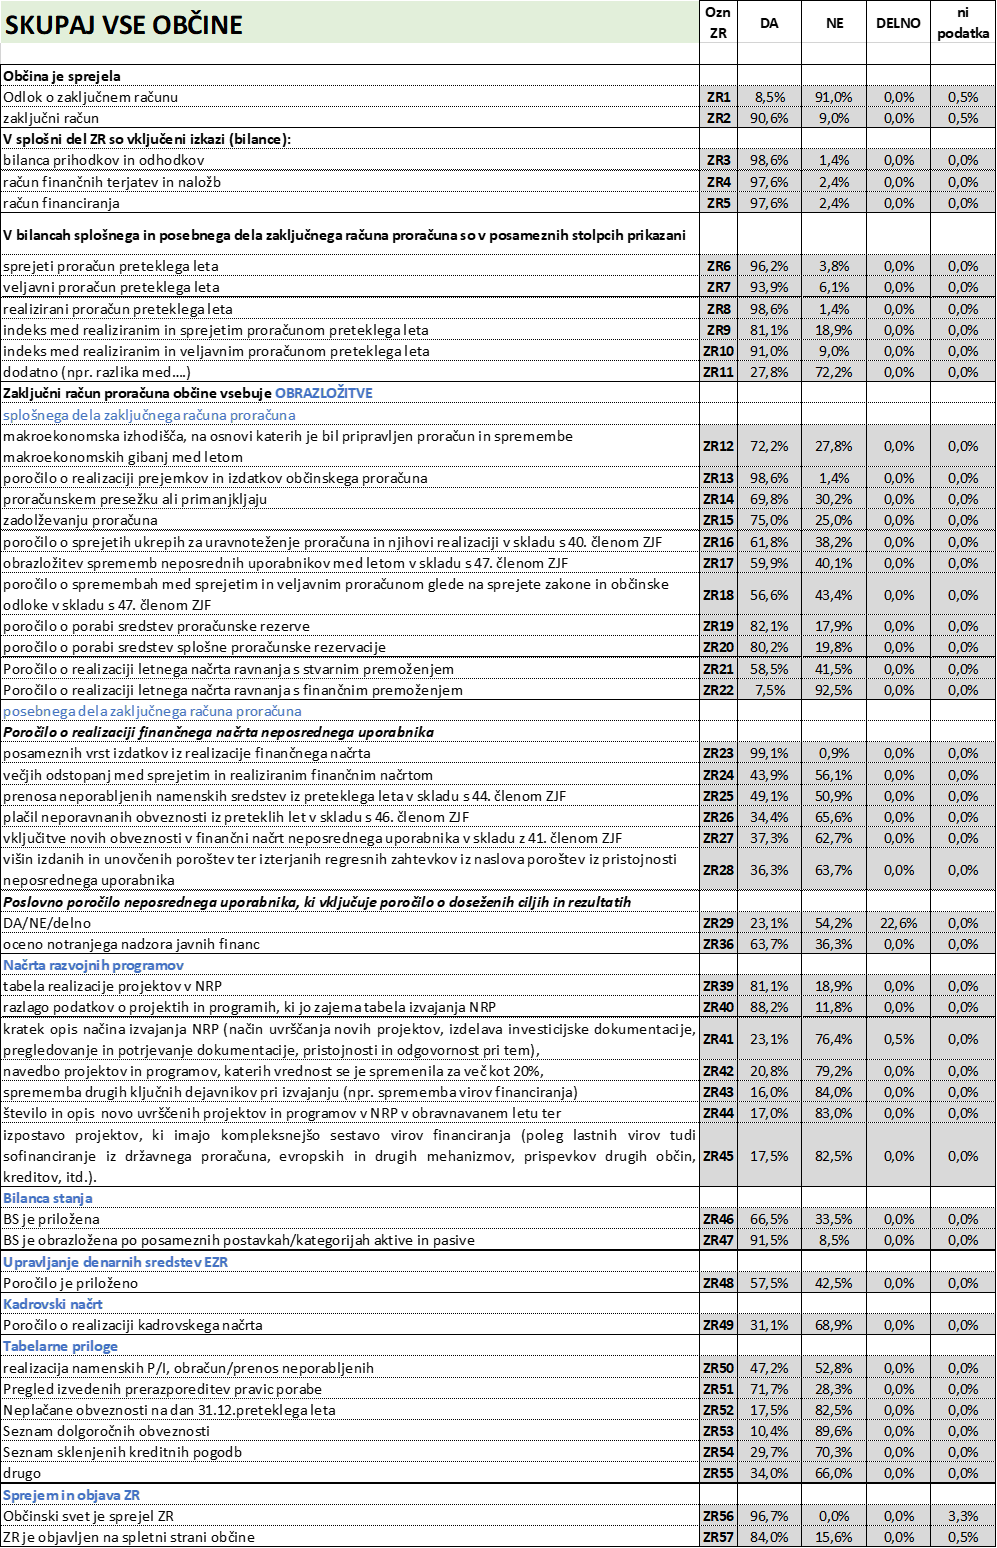 SKUPAJ VSE OBČINE Ozn ZR DA NE DELNO ni podatka
Občina je sprejela
Odlok o zaključnem računu ZR1 8,5% 91,0% 0,0% 0,5%
zaključni račun ZR2 90,6% 9,0% 0,0% 0,5%
V splošni del ZR so vključeni izkazi (bilance):
bilanca prihodkov in odhodkov ZR3 98,6% 1,4% 0,0% 0,0%
račun finančnih terjatev in naložb ZR4 97,6% 2,4% 0,0% 0,0%
račun financiranja ZR5 97,6% 2,4% 0,0% 0,0%
V bilancah splošnega in posebnega dela zaključnega računa proračuna so v posameznih stolpcih prikazani
sprejeti proračun preteklega leta ZR6 96,2% 3,8% 0,0% 0,0%
veljavni proračun preteklega leta ZR7 93,9% 6,1% 0,0% 0,0%
realizirani proračun preteklega leta ZR8 98,6% 1,4% 0,0% 0,0%
indeks med realiziranim in sprejetim proračunom preteklega leta ZR9 81,1% 18,9% 0,0% 0,0%
indeks med realiziranim in veljavnim proračunom preteklega leta ZR10 91,0% 9,0% 0,0% 0,0%
dodatno (npr. razlika med....) ZR11 27,8% 72,2% 0,0% 0,0%
Zaključni račun proračuna občine vsebuje OBRAZLOŽITVE
splošnega dela zaključnega računa proračuna
makroekonomska izhodišča, na osnovi katerih je bil pripravljen proračun in spremembe
makroekonomskih gibanj med letom ZR12 72,2% 27,8% 0,0% 0,0%
poročilo o realizaciji prejemkov in izdatkov občinskega proračuna ZR13 98,6% 1,4% 0,0% 0,0%
proračunskem presežku ali primanjkljaju ZR14 69,8% 30,2% 0,0% 0,0%
zadolževanju proračuna ZR15 75,0% 25,0% 0,0% 0,0%
poročilo o sprejetih ukrepih za uravnoteženje proračuna in njihovi realizaciji v skladu s 40. členom ZJF ZR16 61,8% 38,2% 0,0% 0,0%
obrazložitev sprememb neposrednih uporabnikov med letom v skladu s 47. členom ZJF ZR17 59,9% 40,1% 0,0% 0,0%
poročilo o spremembah med sprejetim in veljavnim proračunom glede na sprejete zakone in občinske
odloke v skladu s 47. členom ZJF ZR18 56,6% 43,4% 0,0% 0,0%
poročilo o porabi sredstev proračunske rezerve ZR19 82,1% 17,9% 0,0% 0,0%
poročilo o porabi sredstev splošne proračunske rezervacije ZR20 80,2% 19,8% 0,0% 0,0%
Poročilo o realizaciji letnega načrta ravnanja s stvarnim premoženjem ZR21 58,5% 41,5% 0,0% 0,0%
Poročilo o realizaciji letnega načrta ravnanja s finančnim premoženjem ZR22 7,5% 92,5% 0,0% 0,0%
posebnega dela zaključnega računa proračuna
Poročilo o realizaciji finančnega načrta neposrednega uporabnika
posameznih vrst izdatkov iz realizacije finančnega načrta ZR23 99,1% 0,9% 0,0% 0,0%
večjih odstopanj med sprejetim in realiziranim finančnim načrtom ZR24 43,9% 56,1% 0,0% 0,0%
prenosa neporabljenih namenskih sredstev iz preteklega leta v skladu s 44. členom ZJF ZR25 49,1% 50,9% 0,0% 0,0%
plačil neporavnanih obveznosti iz preteklih let v skladu s 46. členom ZJF ZR26 34,4% 65,6% 0,0% 0,0%
vključitve novih obveznosti v finančni načrt neposrednega uporabnika v skladu z 41. členom ZJF ZR27 37,3% 62,7% 0,0% 0,0%
višin izdanih in unovčenih poroštev ter izterjanih regresnih zahtevkov iz naslova poroštev iz pristojnosti
neposrednega uporabnika ZR28 36,3% 63,7% 0,0% 0,0%
Poslovno poročilo neposrednega uporabnika, ki vključuje poročilo o doseženih ciljih in rezultatih
DA/NE/delno ZR29 23,1% 54,2% 22,6% 0,0%
oceno notranjega nadzora javnih financ ZR36 63,7% 36,3% 0,0% 0,0%
Načrta razvojnih programov
tabela realizacije projektov v NRP ZR39 81,1% 18,9% 0,0% 0,0%
razlago podatkov o projektih in programih, ki jo zajema tabela izvajanja NRP ZR40 88,2% 11,8% 0,0% 0,0%
kratek opis načina izvajanja NRP (način uvrščanja novih projektov, izdelava investicijske dokumentacije,
pregledovanje in potrjevanje dokumentacije, pristojnosti in odgovornost pri tem), ZR41 23,1% 76,4% 0,5% 0,0%
navedbo projektov in programov, katerih vrednost se je spremenila za več kot 20%, ZR42 20,8% 79,2% 0,0% 0,0%
sprememba drugih ključnih dejavnikov pri izvajanju (npr. sprememba virov financiranja) ZR43 16,0% 84,0% 0,0% 0,0%
število in opis novo uvrščenih projektov in programov v NRP v obravnavanem letu ter ZR44 17,0% 83,0% 0,0% 0,0%
izpostavo projektov, ki imajo kompleksnejšo sestavo virov financiranja (poleg lastnih virov tudi
sofinanciranje iz državnega proračuna, evropskih in drugih mehanizmov, prispevkov drugih občin, ZR45 17,5% 82,5% 0,0% 0,0%
kreditov, itd.).
Bilanca stanja
BS je priložena ZR46 66,5% 33,5% 0,0% 0,0%
BS je obrazložena po posameznih postavkah/kategorijah aktive in pasive ZR47 91,5% 8,5% 0,0% 0,0%
Upravljanje denarnih sredstev EZR
Poročilo je priloženo ZR48 57,5% 42,5% 0,0% 0,0%
Kadrovski načrt
Poročilo o realizaciji kadrovskega načrta ZR49 31,1% 68,9% 0,0% 0,0%
Tabelarne priloge
realizacija namenskih P/I, obračun/prenos neporabljenih ZR50 47,2% 52,8% 0,0% 0,0%
Pregled izvedenih prerazporeditev pravic porabe ZR51 71,7% 28,3% 0,0% 0,0%
Neplačane obveznosti na dan 31.12.preteklega leta ZR52 17,5% 82,5% 0,0% 0,0%
Seznam dolgoročnih obveznosti ZR53 10,4% 89,6% 0,0% 0,0%
Seznam sklenjenih kreditnih pogodb ZR54 29,7% 70,3% 0,0% 0,0%
drugo ZR55 34,0% 66,0% 0,0% 0,0%
Sprejem in objava ZR
Občinski svet je sprejel ZR ZR56 96,7% 0,0% 0,0% 3,3%
ZR je objavljen na spletni strani občine ZR57 84,0% 15,6% 0,0% 0,5%